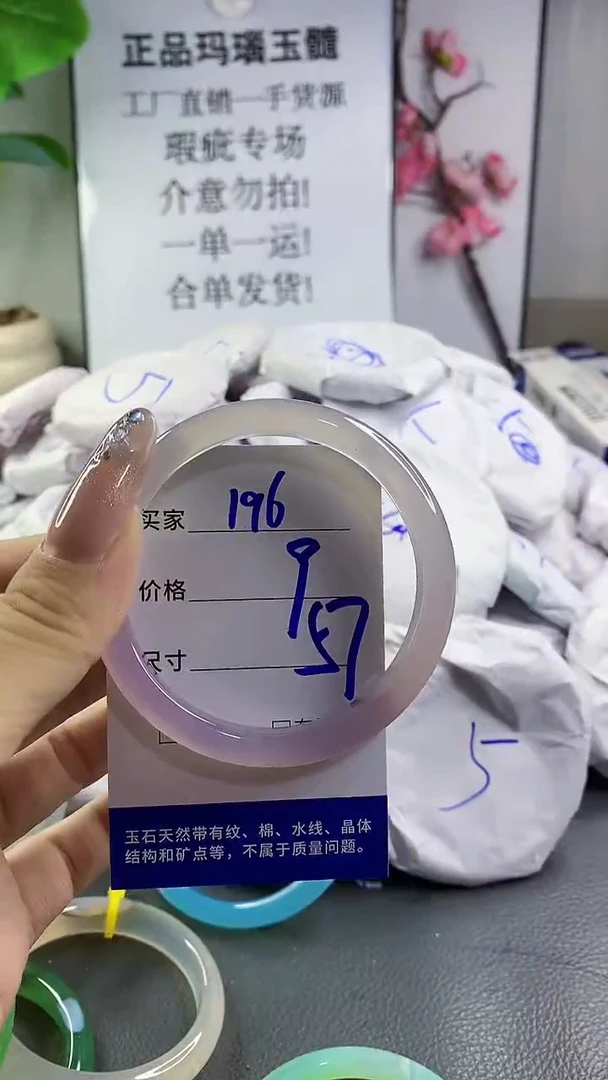 正品玛瑙玉髓
工厂直销一手货源
瑕疵专场
介意勿拍!
一单一运!
合单发货!
5
买家 196
价格 9
尺寸 57
5
玉石天然带有纹、棉、水线、晶体
结构和矿点等，不属于质量问题。